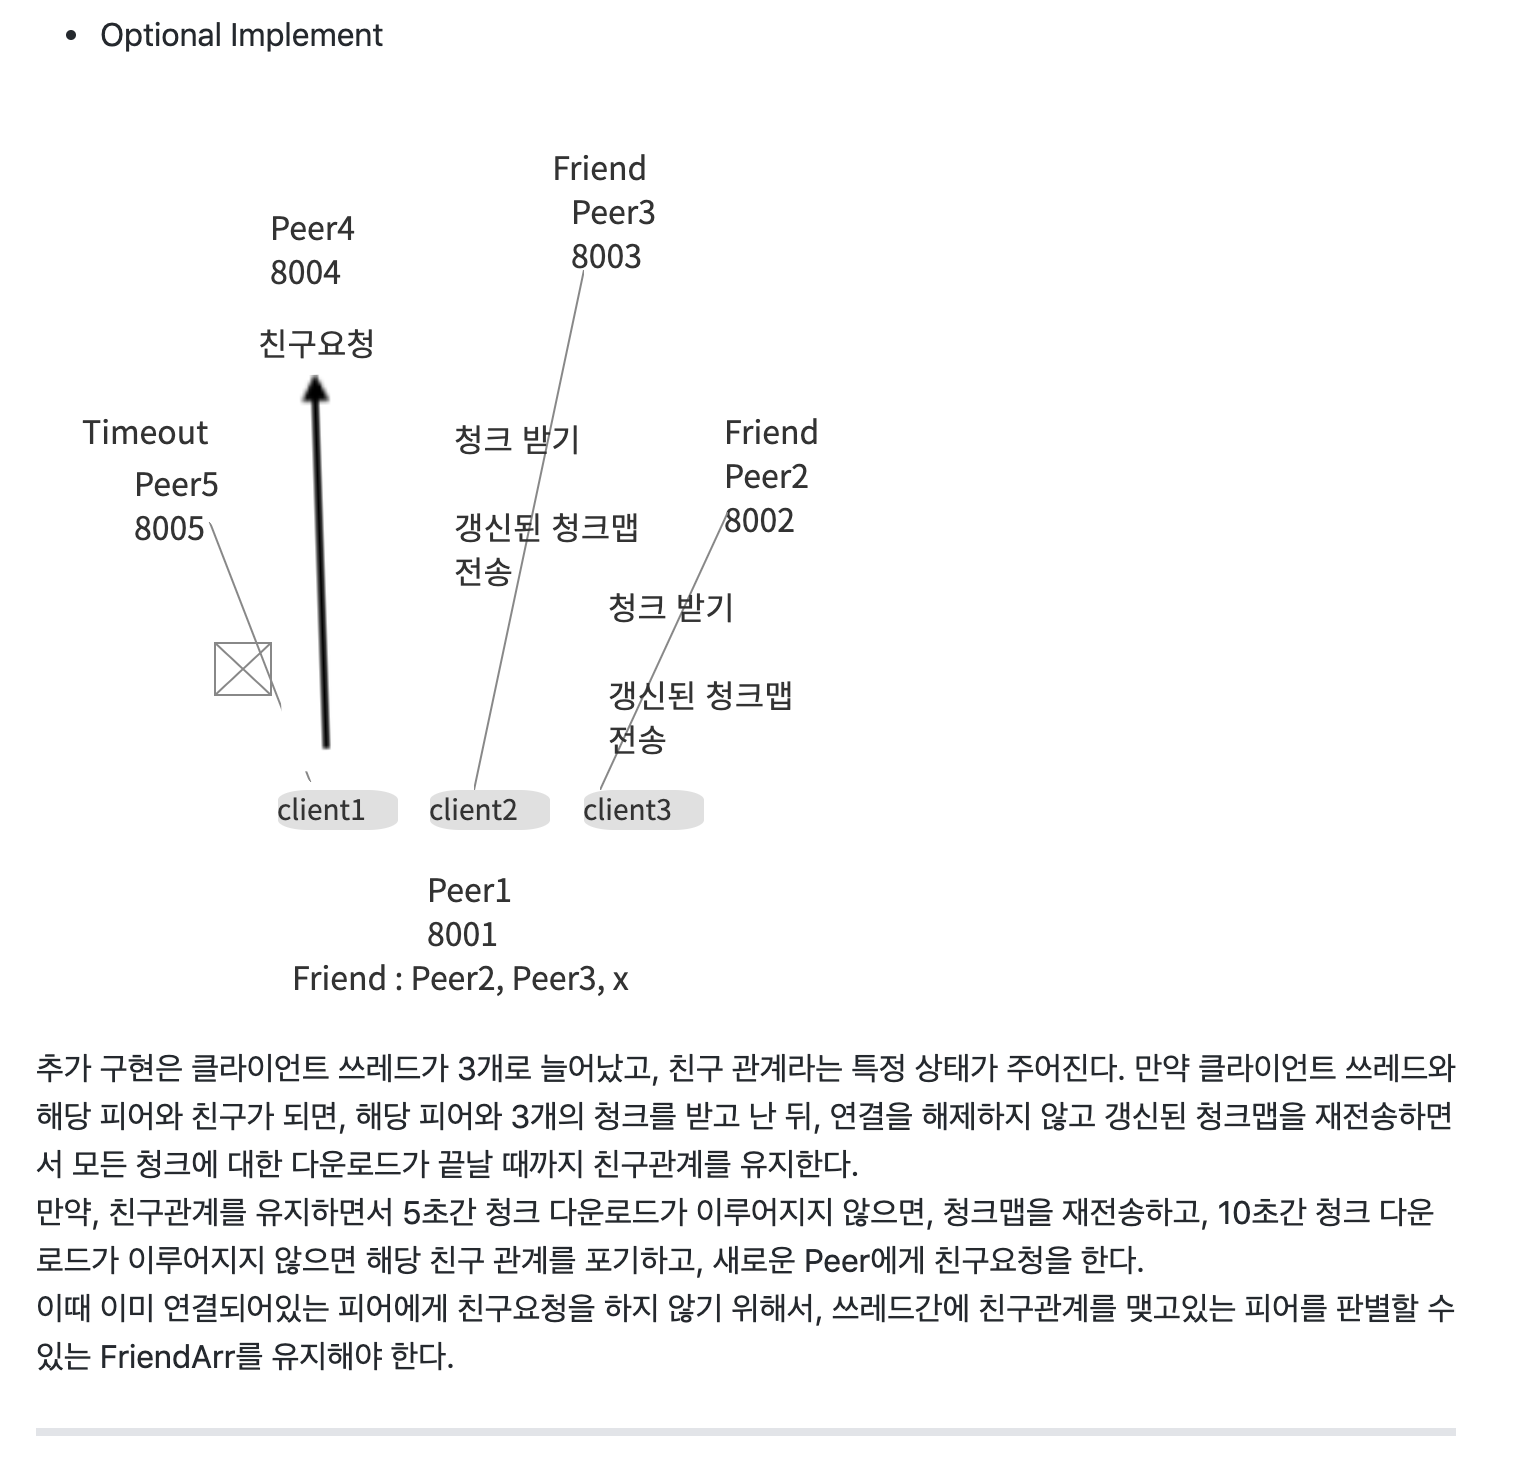 • Optional Implement
Friend
Peer3
8003
Peer4
8004
친구요청
Timeout
Peer5
8005
청크 받기
갱신된 청크맵
전송
Friend
Peer2
8002
청크 받기
갱신된 청크맵
전송
client1
client2
client3
Peer1
8001
Friend : Peer2, Peer3, x
추가 구현은 클라이언트 쓰레드가 3개로 늘어났고, 친구 관계라는 특정 상태가 주어진다. 만약 클라이언트 쓰레드와
해당 피어와 친구가 되면, 해당 피어와 3개의 청크를 받고 난 뒤, 연결을 해제하지 않고 갱신된 청크맵을 재전송하면
서 모든 청크에 대한 다운로드가 끝날 때까지 친구관계를 유지한다.
만약, 친구관계를 유지하면서 5초간 청크 다운로드가 이루어지지 않으면, 청크맵을 재전송하고, 10초간 청크 다운
로드가 이루어지지 않으면 해당 친구 관계를 포기하고, 새로운 Peer에게 친구요청을 한다.
이때 이미 연결되어있는 피어에게 친구요청을 하지 않기 위해서, 쓰레드간에 친구관계를 맺고있는 피어를 판별할 수
있는 FriendArr를 유지해야 한다.